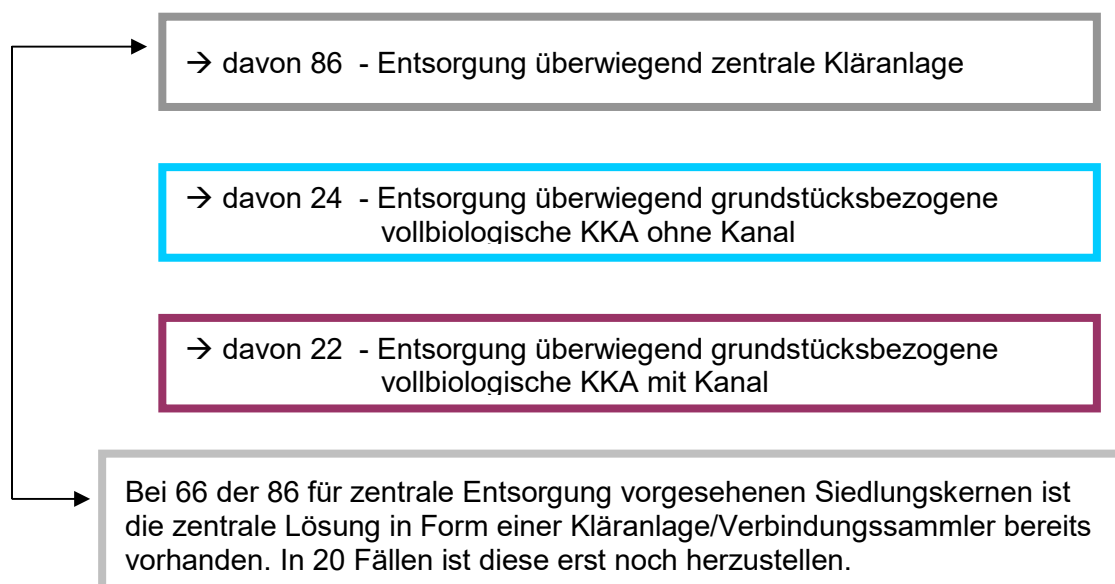 → davon 86 - Entsorgung überwiegend zentrale Kläranlage
→ davon 24 - Entsorgung überwiegend grundstücksbezogene
vollbiologische KKA ohne Kanal
→ davon 22 - Entsorgung überwiegend grundstücksbezogene
vollbiologische KKA mit Kanal
Bei 66 der 86 für zentrale Entsorgung vorgesehenen Siedlungskernen ist
die zentrale Lösung in Form einer Kläranlage/Verbindungssammler bereits
vorhanden. In 20 Fällen ist diese erst noch herzustellen.